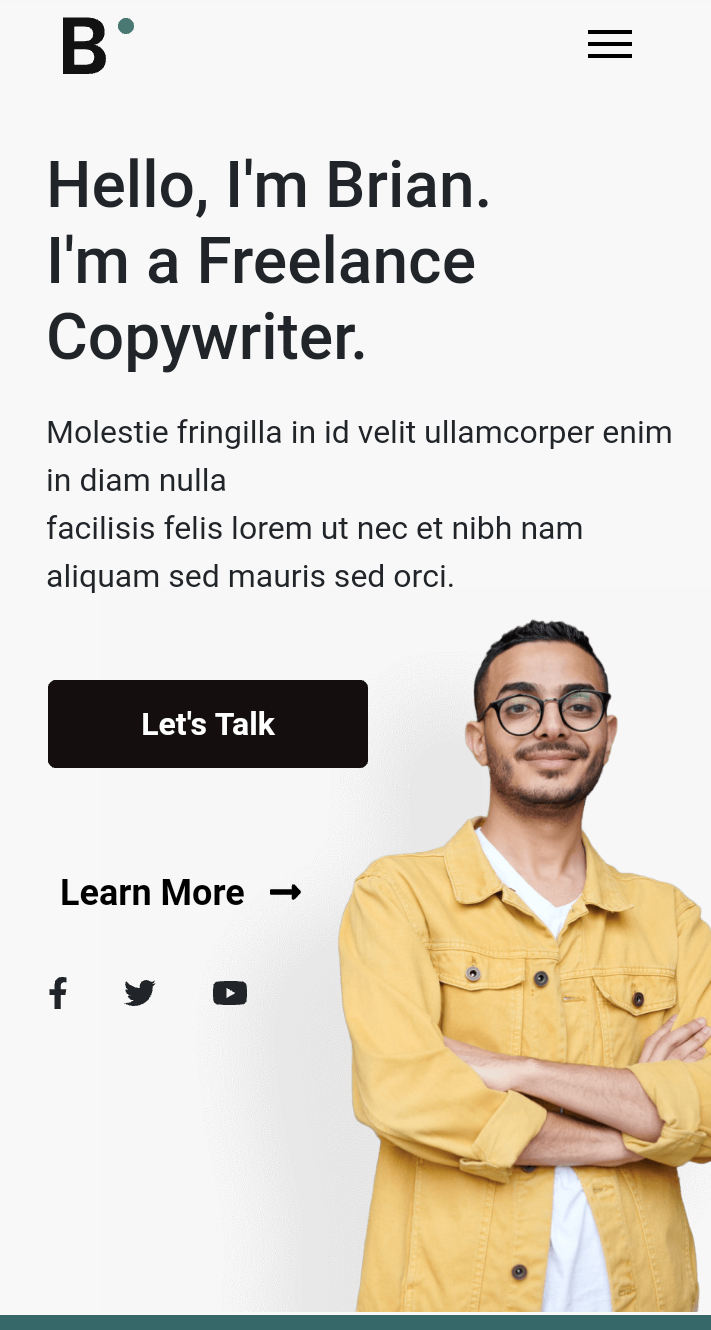 B
Hello, I'm Brian.
I'm a Freelance
Copywriter.
Molestie fringilla in id velit ullamcorper enim
in diam nulla
facilisis felis lorem ut nec et nibh nam
aliquam sed mauris sed orci.
Let's Talk
Learn More